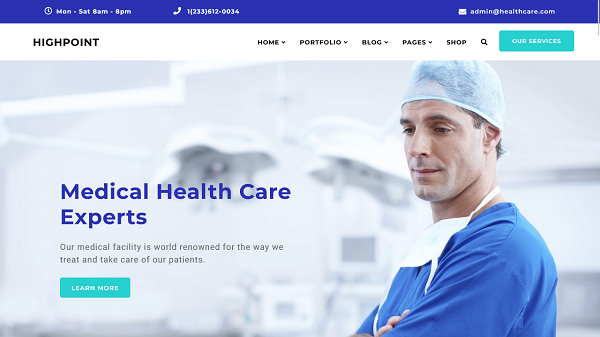 Mon - Sat 8am - 8pm 1(233)612-0034 admin@healthcare.com
HIGHPOINT HOME PORTFOLIO BLOG PAGES SHOP OUR SERVICES
Medical Health Care
Experts
Our medical facility is world renowned for the way we
treat and take care of our patients.
LEARN MORE